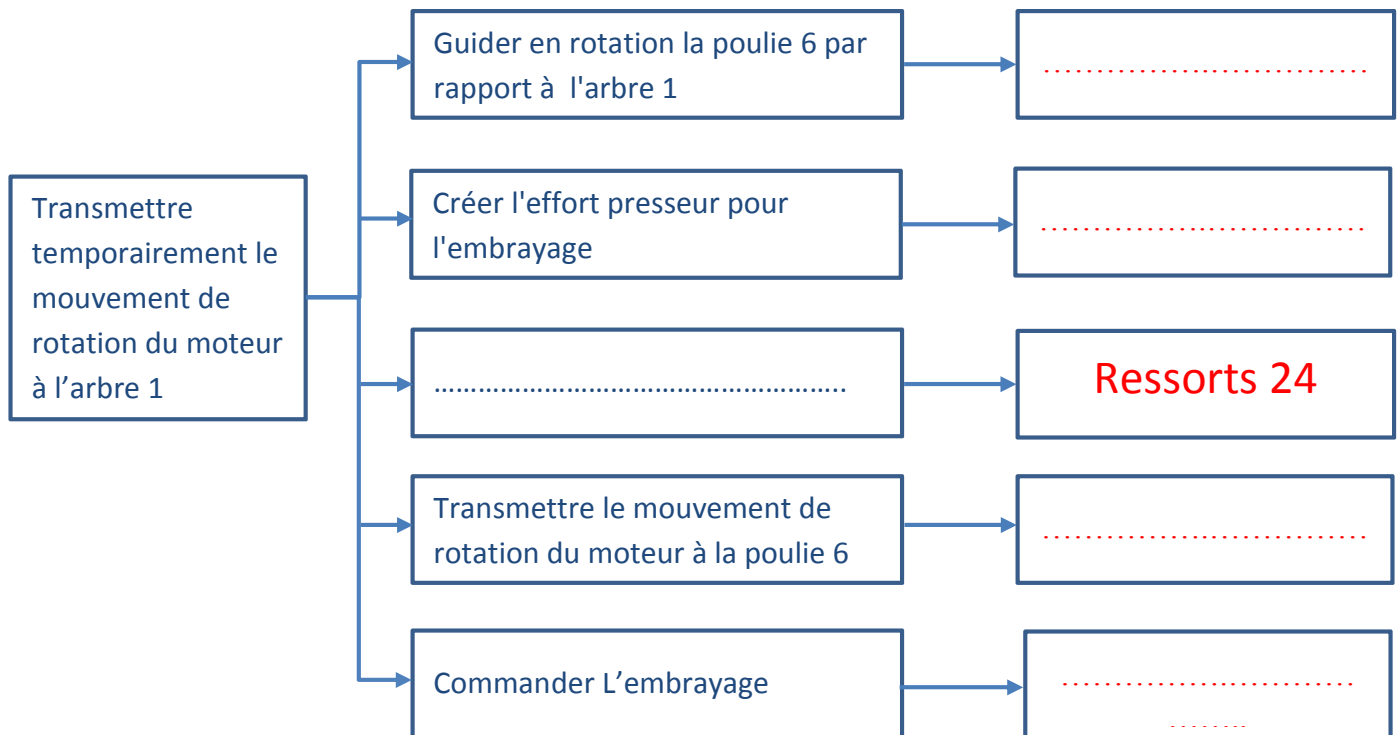 Guider en rotation la poulie 6 par
rapport à l'arbre 1
..............................
Transmettre
temporairement le
mouvement de
rotation du moteur
à l’arbre 1
Créer l'effort presseur pour
l'embrayage
..............................
…………………………………………………..
Ressorts 24
Transmettre le mouvement de
rotation du moteur à la poulie 6
..............................
Commander L’embrayage
...........................
........